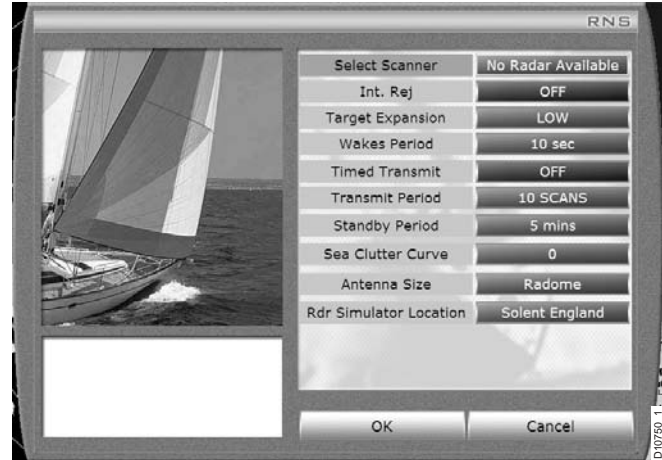 RNS
Select Scanner No Radar Available
Int. Rej OFF
Target Expansion LOW
Wakes Period 10 sec
Timed Transmit OFF
Transmit Period 10 SCANS
Standby Period 5 mins
Sea Clutter Curve 0
Antenna Size Radome
Rdr Simulator Location Solent England
OK Cancel
D10750_1